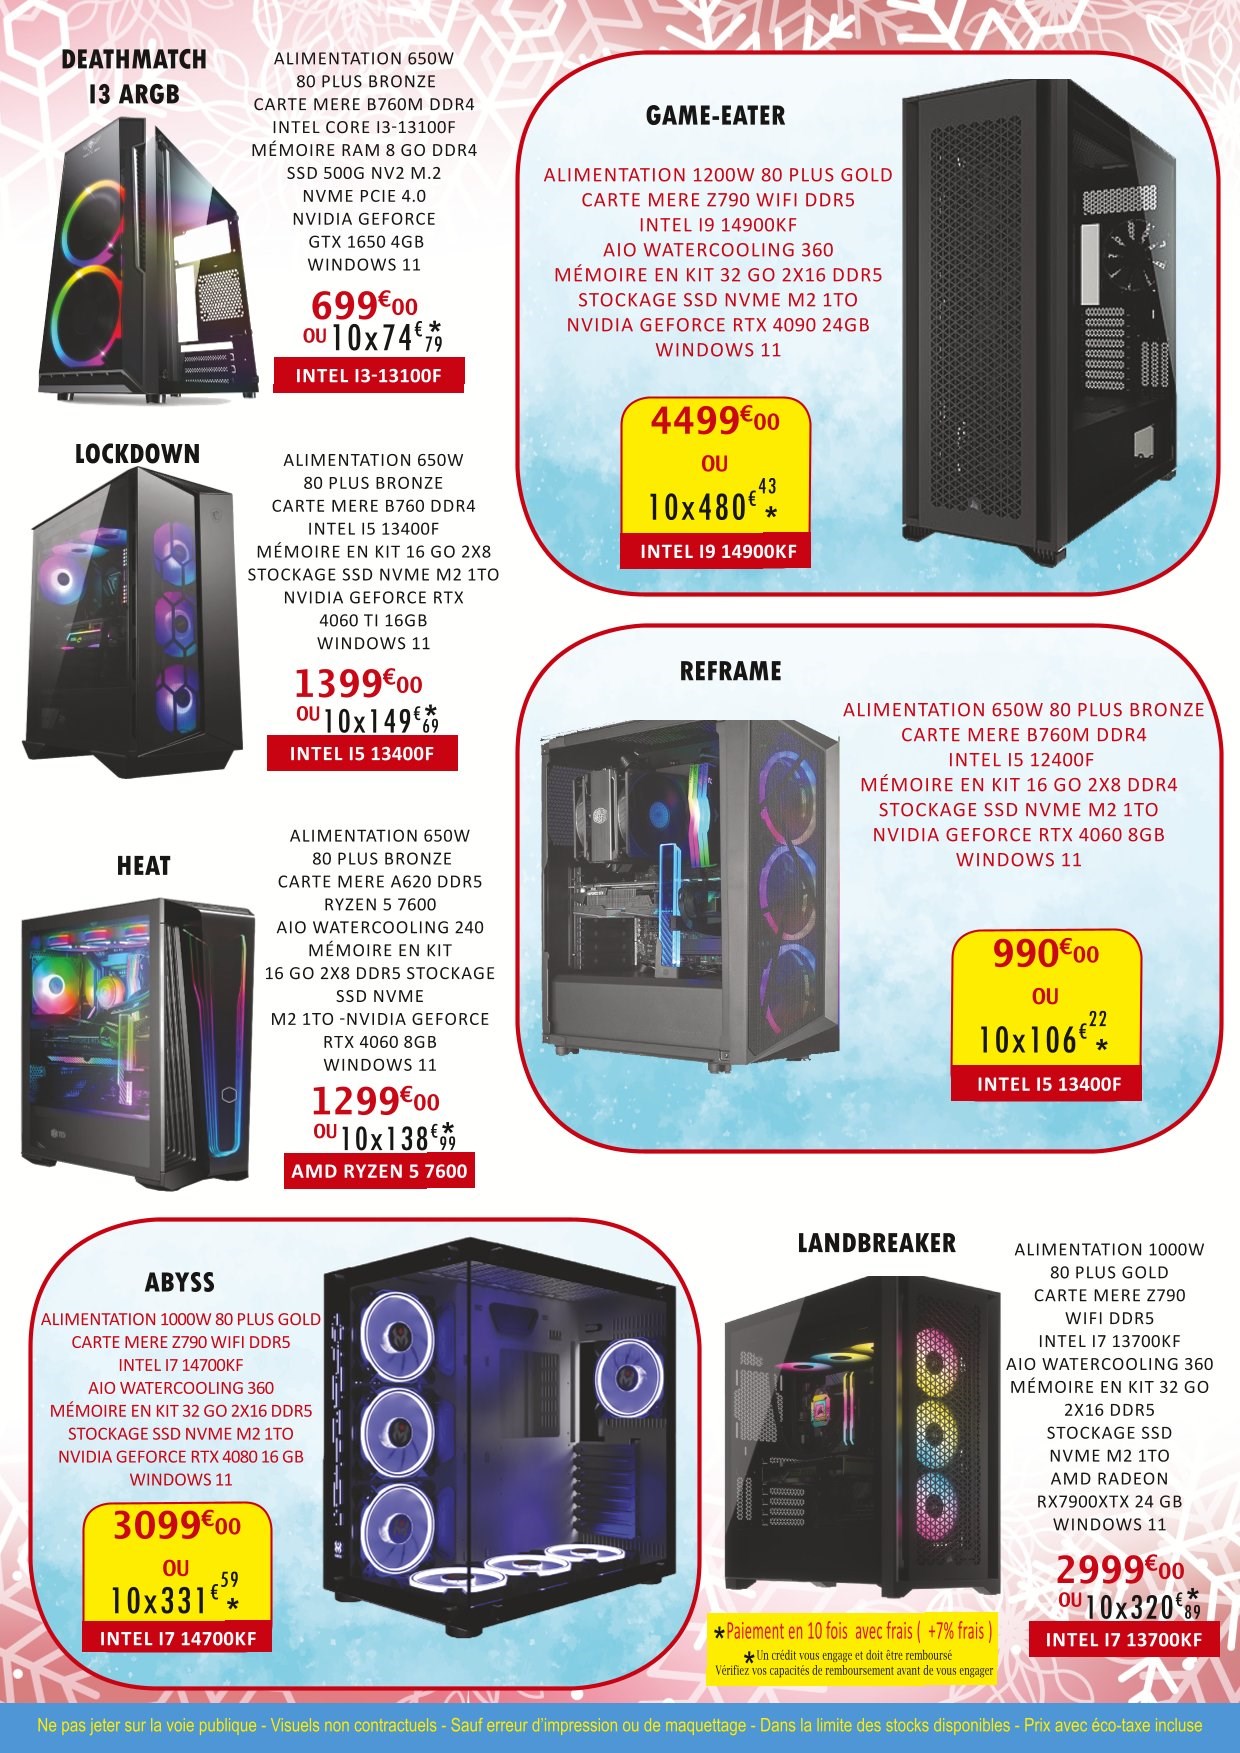 DEATHMATCH
I3 ARGB
ALIMENTATION 650W
80 PLUS BRONZE
CARTE MERE B760M DDR4
INTEL CORE I3-13100F
MÉMOIRE RAM 8 GO DDR4
SSD 500G NV2 M.2
NVME PCIE 4.0
NVIDIA GEFORCE
GTX 1650 4GB
WINDOWS 11
699€00
OU 10x74€79*
INTEL I3-13100F
GAME-EATER
ALIMENTATION 1200W 80 PLUS GOLD
CARTE MERE Z790 WIFI DDR5
INTEL I9 14900KF
AIO WATERCOOLING 360
MÉMOIRE EN KIT 32 GO 2X16 DDR5
STOCKAGE SSD NVME M2 1TO
NVIDIA GEFORCE RTX 4090 24GB
WINDOWS 11
4499€00
OU
10x480€43*
INTEL I9 14900KF
LOCKDOWN
ALIMENTATION 650W
80 PLUS BRONZE
CARTE MERE B760 DDR4
INTEL I5 13400F
MÉMOIRE EN KIT 16 GO 2X8
STOCKAGE SSD NVME M2 1TO
NVIDIA GEFORCE RTX
4060 TI 16GB
WINDOWS 11
1399€00
OU 10x149€69*
INTEL I5 13400F
REFRAME
ALIMENTATION 650W 80 PLUS BRONZE
CARTE MERE B760M DDR4
INTEL I5 12400F
MÉMOIRE EN KIT 16 GO 2X8 DDR4
STOCKAGE SSD NVME M2 1TO
NVIDIA GEFORCE RTX 4060 8GB
WINDOWS 11
990€00
OU
10x106€22*
INTEL I5 13400F
HEAT
ALIMENTATION 650W
80 PLUS BRONZE
CARTE MERE A620 DDR5
RYZEN 5 7600
AIO WATERCOOLING 240
MÉMOIRE EN KIT
16 GO 2X8 DDR5 STOCKAGE
SSD NVME
M2 1TO -NVIDIA GEFORCE
RTX 4060 8GB
WINDOWS 11
1299€00
OU 10x138€99*
AMD RYZEN 5 7600
ABYSS
ALIMENTATION 1000W 80 PLUS GOLD
CARTE MERE Z790 WIFI DDR5
INTEL I7 14700KF
AIO WATERCOOLING 360
MÉMOIRE EN KIT 32 GO 2X16 DDR5
STOCKAGE SSD NVME M2 1TO
NVIDIA GEFORCE RTX 4080 16 GB
WINDOWS 11
3099€00
OU
10x331€59*
INTEL I7 14700KF
LANDBREAKER
ALIMENTATION 1000W
80 PLUS GOLD
CARTE MERE Z790
WIFI DDR5
INTEL I7 13700KF
AIO WATERCOOLING 360
MÉMOIRE EN KIT 32 GO
2X16 DDR5
STOCKAGE SSD
NVME M2 1TO
AMD RADEON
RX7900XTX 24 GB
WINDOWS 11
2999€00
OU 10x320€89*
INTEL I7 13700KF
*Paiement en 10 fois avec frais ( +7% frais )
*Un crédit vous engage et doit être remboursé
Vérifiez vos capacités de remboursement avant de vous engager
Ne pas jeter sur la voie publique - Visuels non contractuels - Sauf erreur d'impression ou de maquettage - Dans la limite des stocks disponibles - Prix avec éco-taxe incluse